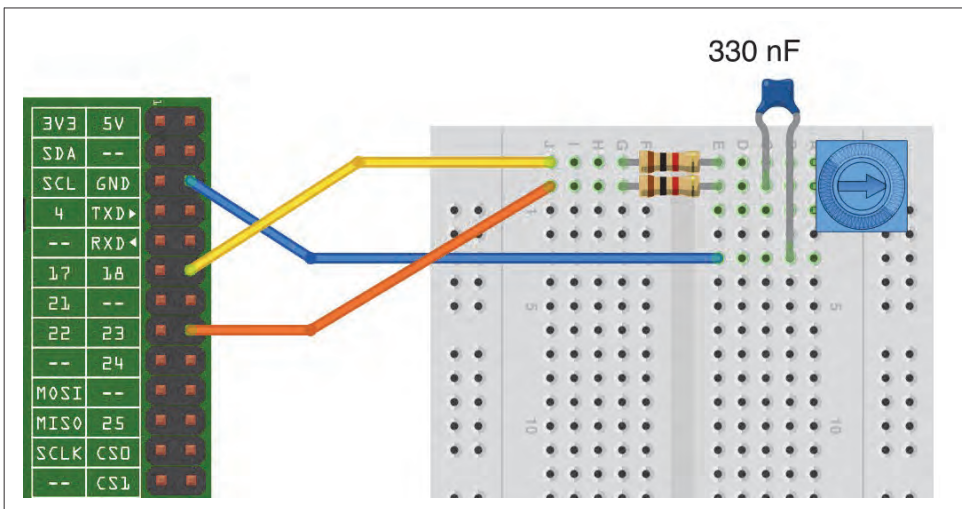 330 nF
3V3 5V
SDA --
SCL GND
4 TXD▸
-- RXD◂
17 18
21 --
22 23
-- 24
MOSI --
MISO 25
SCLK CS0
-- CS1
J I H G F E D C
1
5 5
10 10